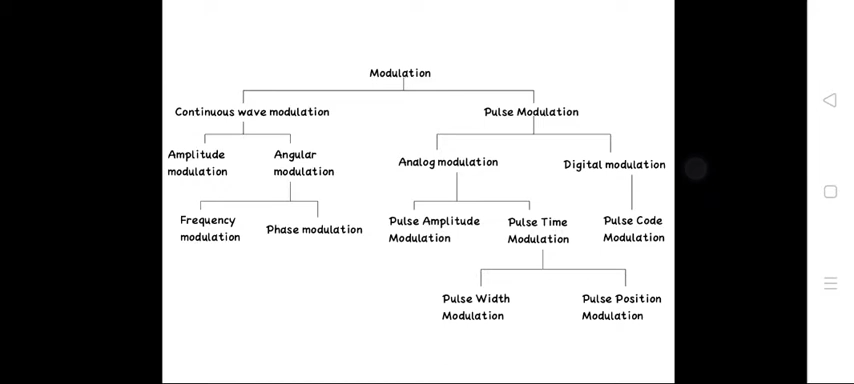 Modulation
Continuous wave modulation
Pulse Modulation
Amplitude
modulation
Angular
modulation
Analog modulation
Digital modulation
Frequency
modulation
Phase modulation
Pulse Amplitude
Modulation
Pulse Time
Modulation
Pulse Code
Modulation
Pulse Width
Modulation
Pulse Position
Modulation